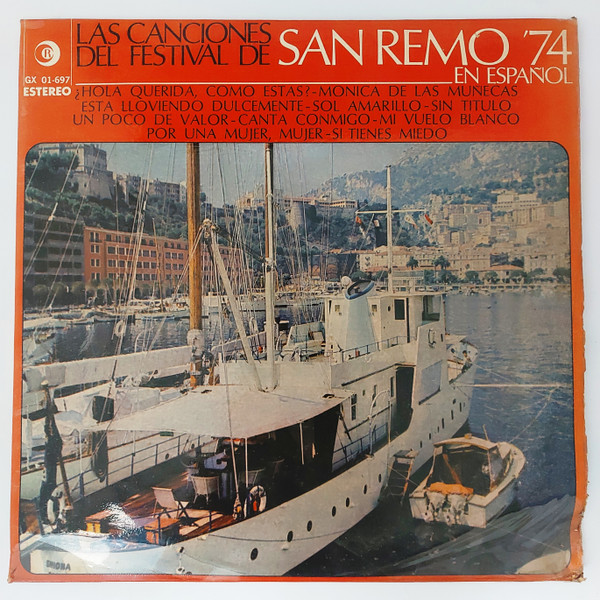 LAS CANCIONES
DEL FESTIVAL DE SAN REMO '74
EN ESPAÑOL
R
GX 01-697
ESTEREO
¿HOLA QUERIDA, COMO ESTAS?-MONICA DE LAS MUÑECAS
ESTA LLOVIENDO DULCEMENTE-SOL AMARILLO-SIN TITULO
UN POCO DE VALOR-CANTA CONMIGO-MI VUELO BLANCO
POR UNA MUJER, MUJER-SI TIENES MIEDO